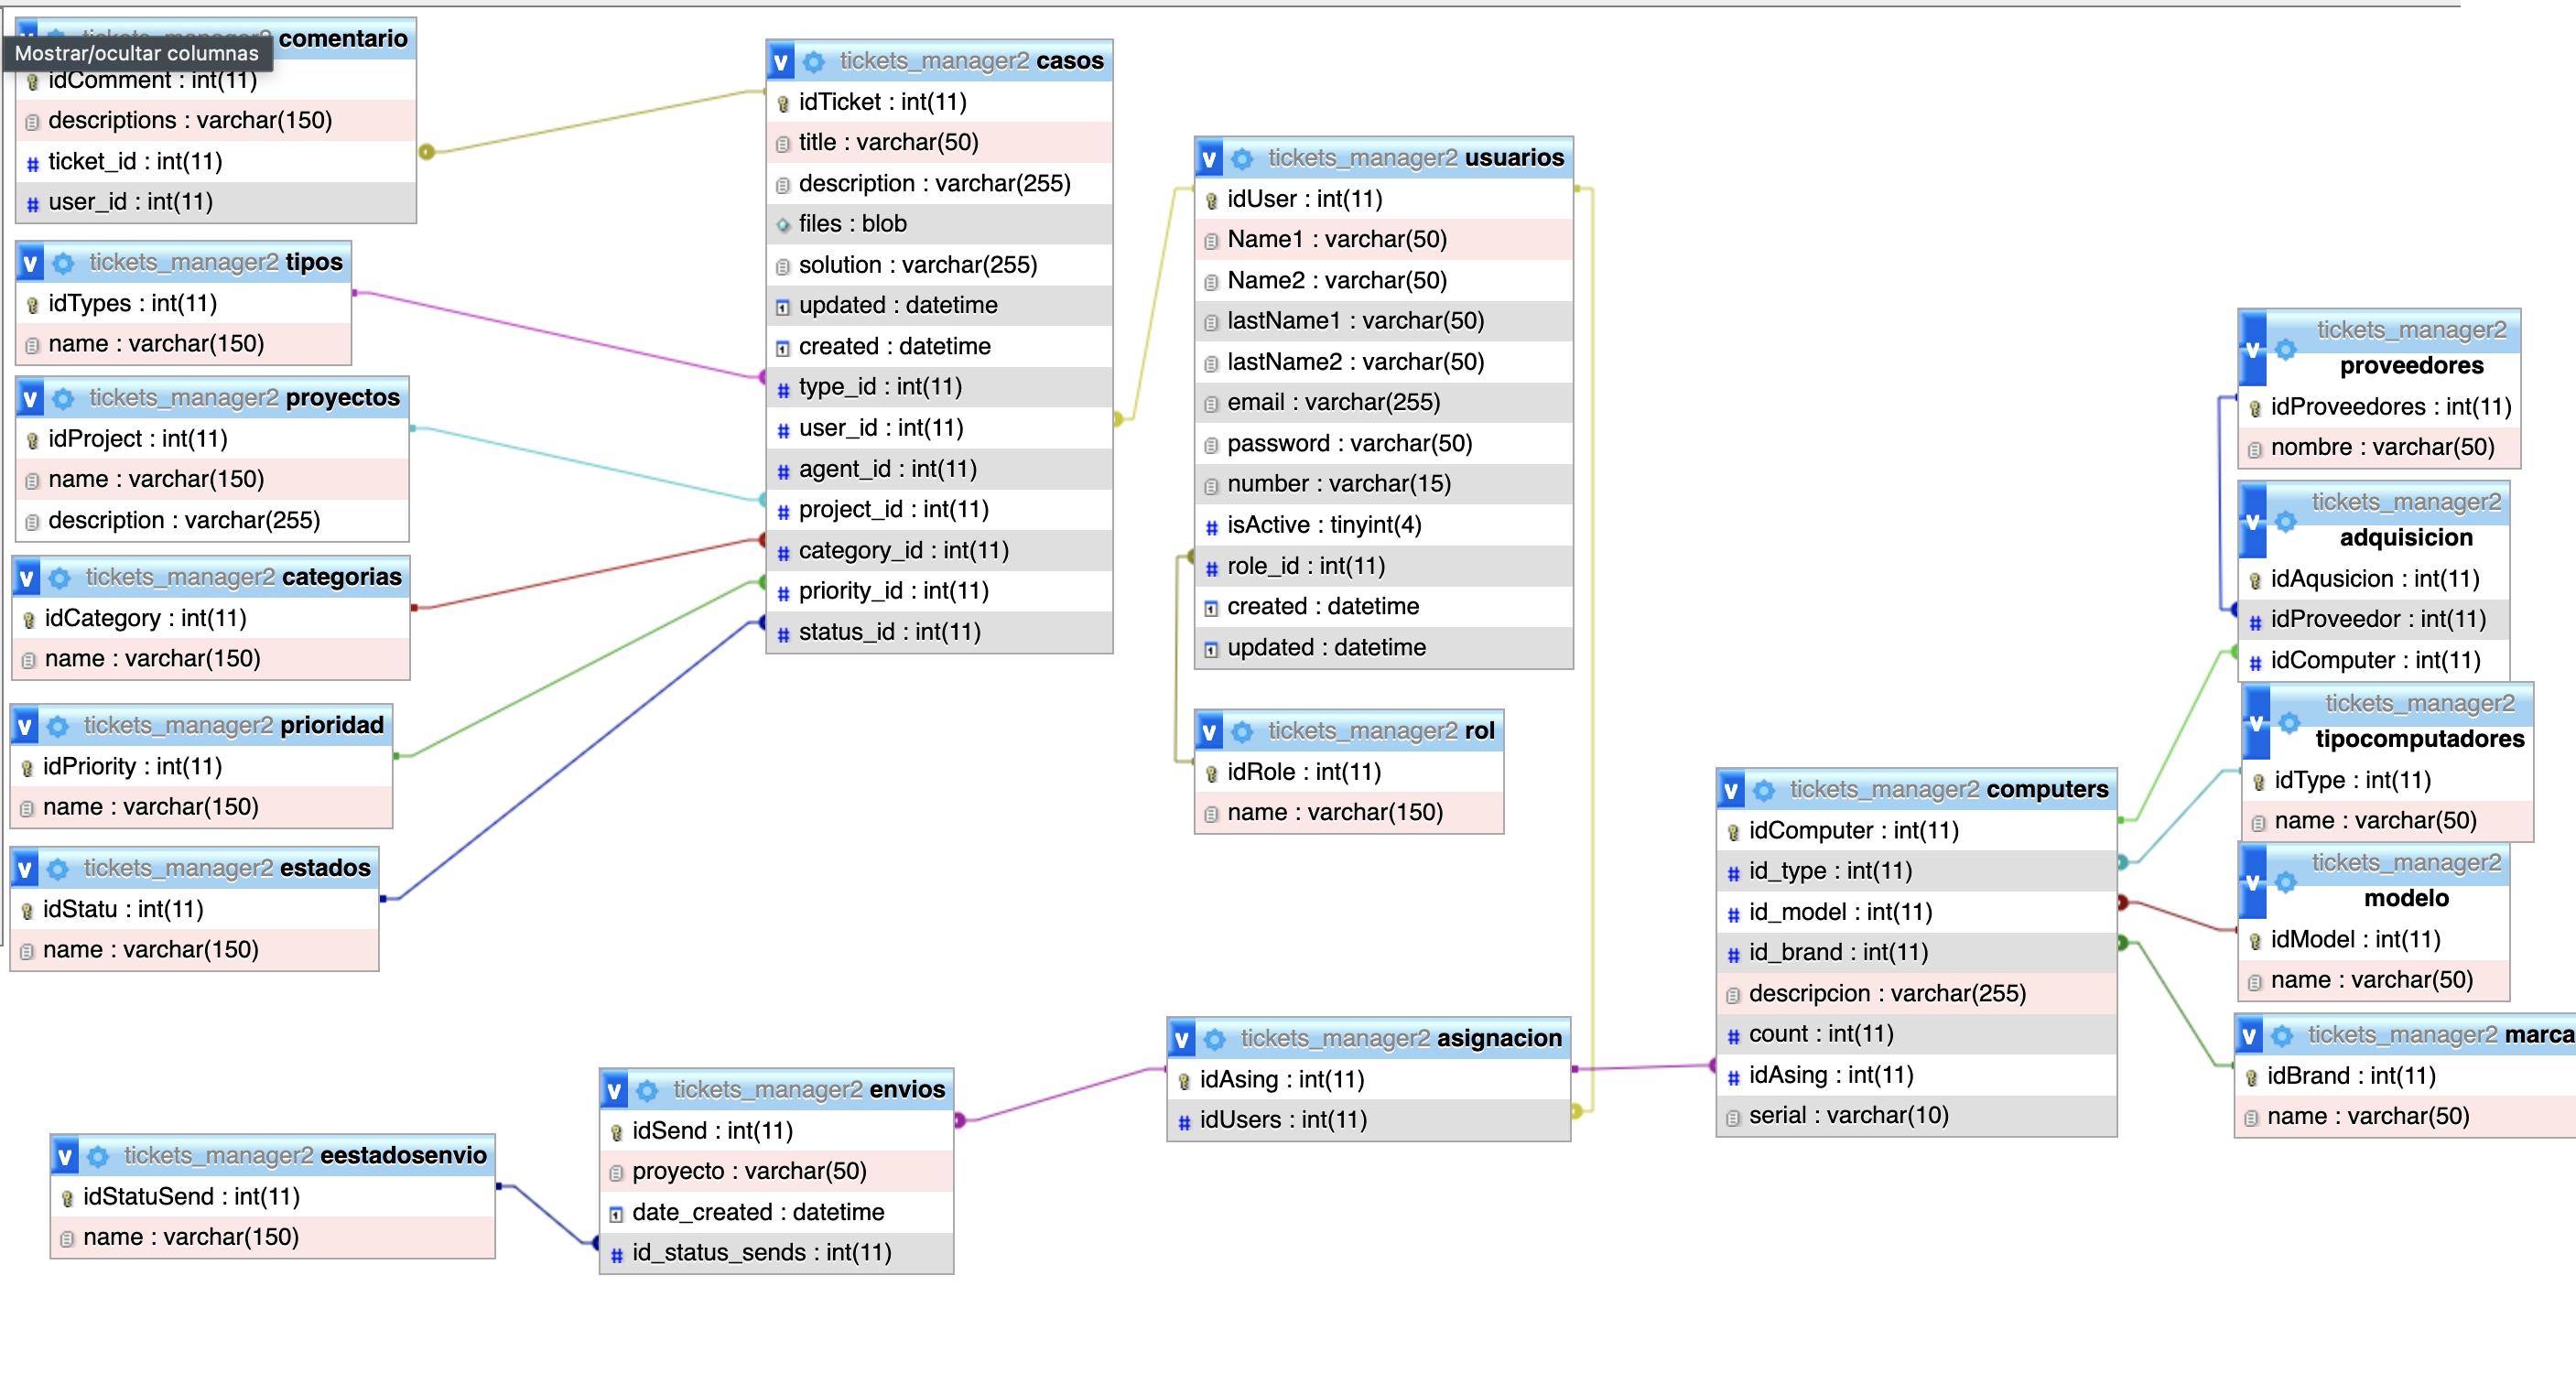 tickets_manager2 comentario
Mostrar/ocultar columnas
idComment : int(11)
descriptions : varchar(150)
ticket_id : int(11)
user_id : int(11)
tickets_manager2 tipos
idTypes : int(11)
name : varchar(150)
tickets_manager2 proyectos
idProject : int(11)
name : varchar(150)
description : varchar(255)
tickets_manager2 categorias
idCategory : int(11)
name : varchar(150)
tickets_manager2 prioridad
idPriority : int(11)
name : varchar(150)
tickets_manager2 estados
idStatu : int(11)
name : varchar(150)
tickets_manager2 eestadosenvio
idStatuSend : int(11)
name : varchar(150)
tickets_manager2 casos
idTicket : int(11)
title : varchar(50)
description : varchar(255)
files : blob
solution : varchar(255)
updated : datetime
created : datetime
type_id : int(11)
user_id : int(11)
agent_id : int(11)
project_id : int(11)
category_id : int(11)
priority_id : int(11)
status_id : int(11)
tickets_manager2 envios
idSend : int(11)
proyecto : varchar(50)
date_created : datetime
id_status_sends : int(11)
tickets_manager2 usuarios
idUser : int(11)
Name1 : varchar(50)
Name2 : varchar(50)
lastName1 : varchar(50)
lastName2 : varchar(50)
email : varchar(255)
password : varchar(50)
number : varchar(15)
isActive : tinyint(4)
role_id : int(11)
created : datetime
updated : datetime
tickets_manager2 rol
idRole : int(11)
name : varchar(150)
tickets_manager2 asignacion
idAsing : int(11)
idUsers : int(11)
tickets_manager2 computers
idComputer : int(11)
id_type : int(11)
id_model : int(11)
id_brand : int(11)
descripcion : varchar(255)
count : int(11)
idAsing : int(11)
serial : varchar(10)
tickets_manager2
proveedores
idProveedores : int(11)
nombre : varchar(50)
tickets_manager2
adquisicion
idAqusicion : int(11)
idProveedor : int(11)
idComputer : int(11)
tickets_manager2
tipocomputadores
idType : int(11)
name : varchar(50)
tickets_manager2
modelo
idModel : int(11)
name : varchar(50)
tickets_manager2 marca
idBrand : int(11)
name : varchar(50)